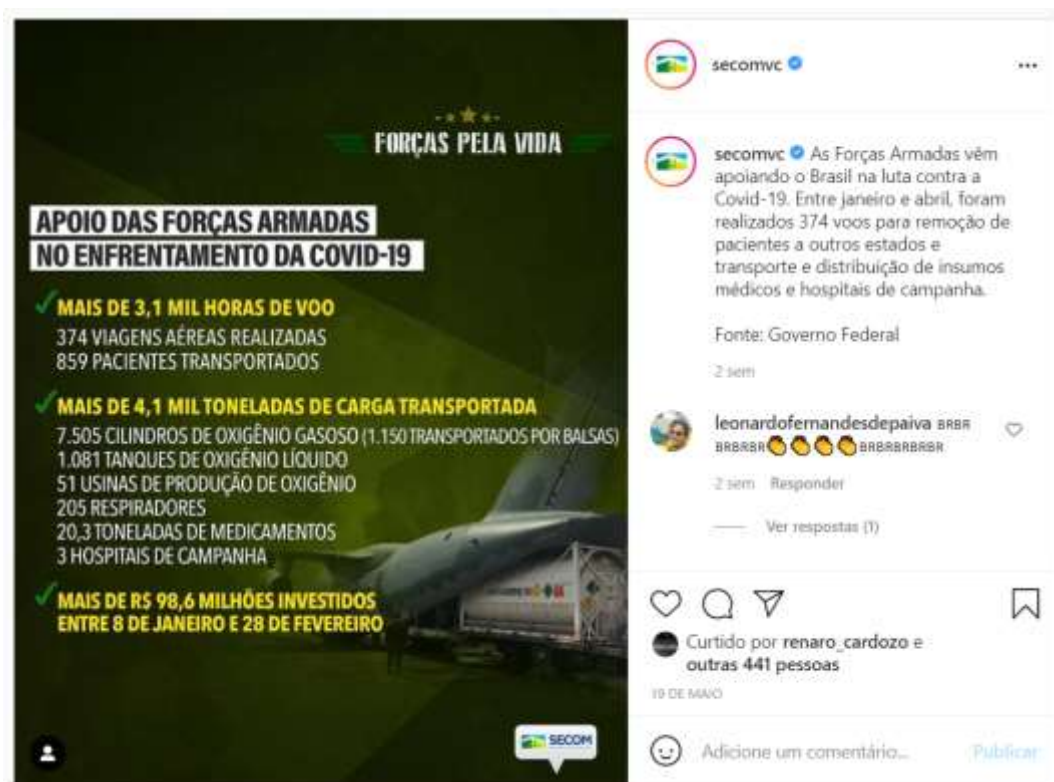 FORÇAS PELA VIDA
APOIO DAS FORÇAS ARMADAS
NO ENFRENTAMENTO DA COVID-19
MAIS DE 3,1 MIL HORAS DE VOO
374 VIAGENS AÉREAS REALIZADAS
859 PACIENTES TRANSPORTADOS
MAIS DE 4,1 MIL TONELADAS DE CARGA TRANSPORTADA
7.505 CILINDROS DE OXIGÊNIO GASOSO (1.150 TRANSPORTADOS POR BALSAS)
1.081 TANQUES DE OXIGÊNIO LÍQUIDO
51 USINAS DE PRODUÇÃO DE OXIGÊNIO
205 RESPIRADORES
20,3 TONELADAS DE MEDICAMENTOS
3 HOSPITAIS DE CAMPANHA
MAIS DE R$ 98,6 MILHÕES INVESTIDOS
ENTRE 8 DE JANEIRO E 28 DE FEVEREIRO
SECOM
secomvc
secomvc As Forças Armadas vêm
apoiando o Brasil na luta contra a
Covid-19. Entre janeiro e abril, foram
realizados 374 voos para remoção de
pacientes a outros estados e
transporte e distribuição de insumos
médicos e hospitais de campanha.
Fonte: Governo Federal
2 sem
leonardofernandesdepaiva BRBR
BRBRBR👏👏👏👏BRBRBRBRBR
2 sem Responder
Ver respostas (1)
Curtido por renaro_cardozo e
outras 441 pessoas
19 DE MAIO
Adicione um comentário... Publicar